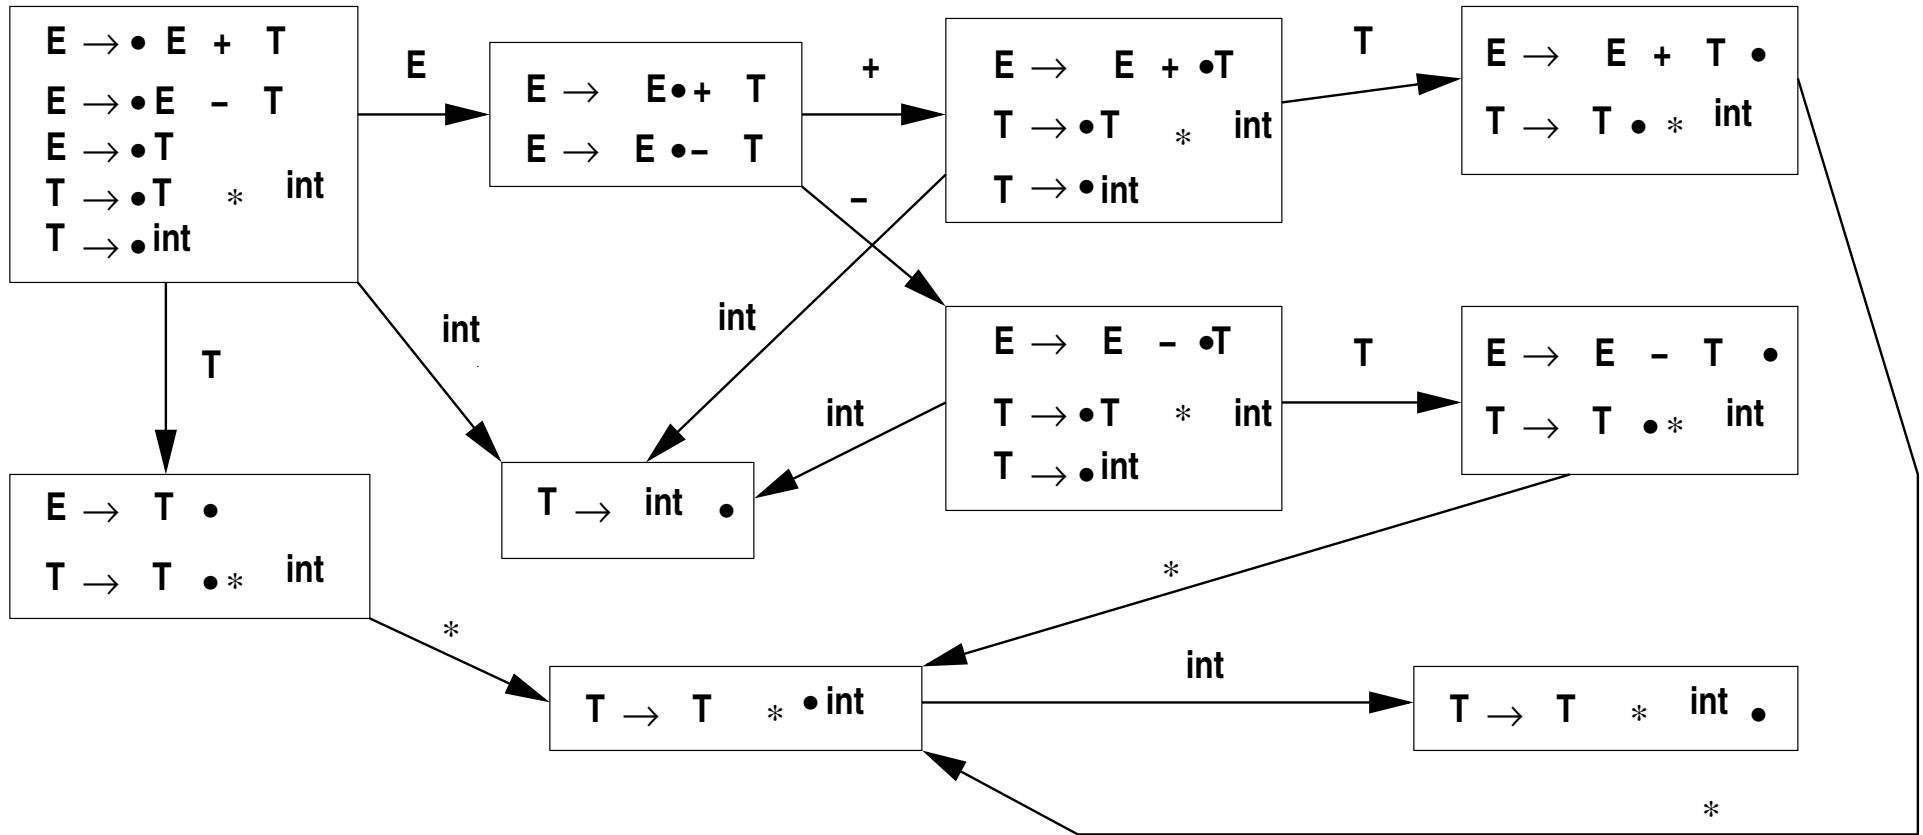 E → • E + T
E → • E − T
E → • T
T → • T * int
T → • int
E
E → E • + T
E → E • − T
+
E → E + • T
T → • T * int
T → • int
T
E → E + T •
T → T • * int
−
int
int
T
int
E → E − • T
T → • T * int
T → • int
T
E → E − T •
T → T • * int
E → T •
T → T • * int
T → int •
*
*
T → T * • int
int
T → T * int •
*